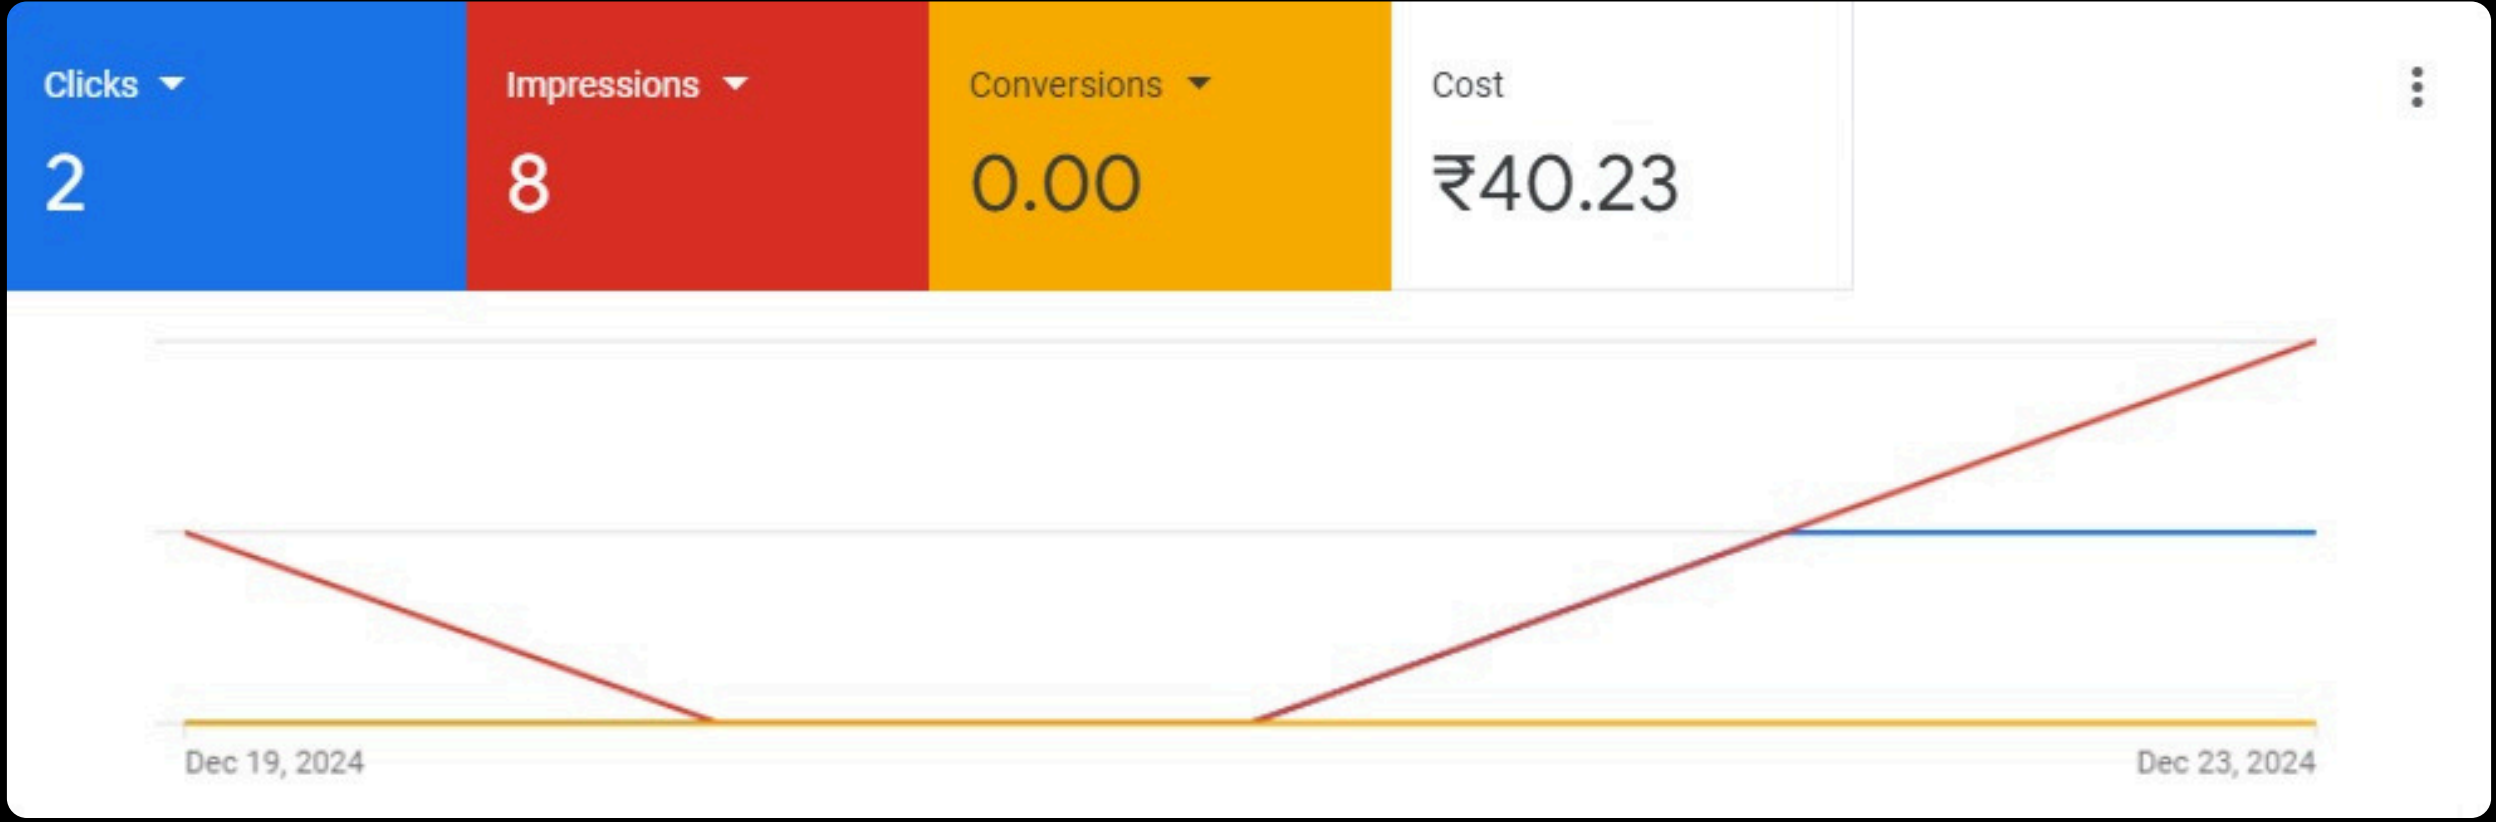 Clicks
2
Impressions
8
Conversions
0.00
Cost
₹40.23
Dec 19, 2024
Dec 23, 2024